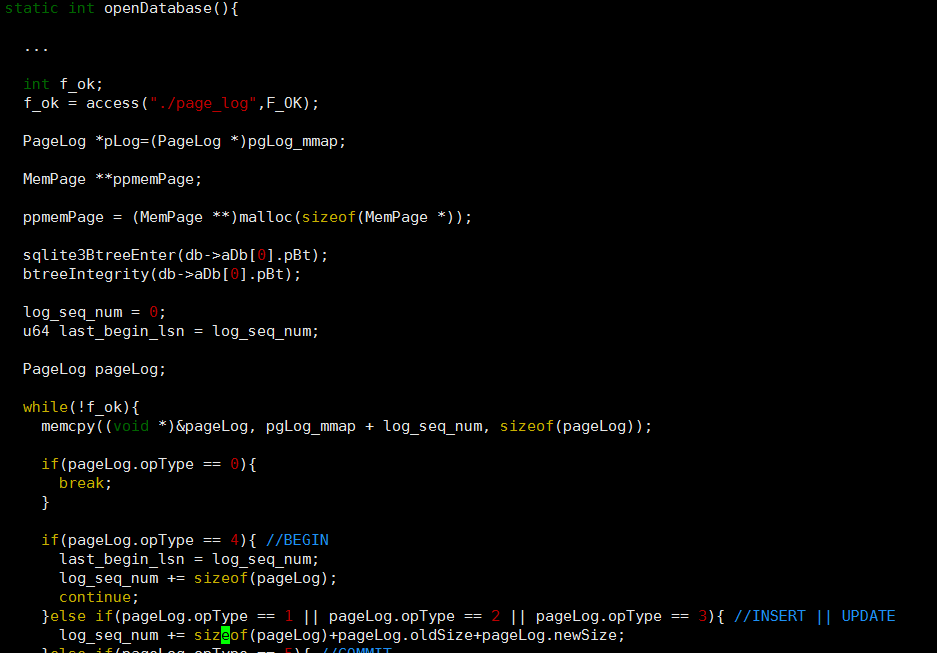 static int openDatabase(){
...
int f_ok;
f_ok = access("./page_log",F_OK);
PageLog *pLog=(PageLog *)pgLog_mmap;
MemPage **ppmemPage;
ppmemPage = (MemPage **)malloc(sizeof(MemPage *));
sqlite3BtreeEnter(db->aDb[0].pBt);
btreeIntegrity(db->aDb[0].pBt);
log_seq_num = 0;
u64 last_begin_lsn = log_seq_num;
PageLog pageLog;
while(!f_ok){
memcpy((void *)&pageLog, pgLog_mmap + log_seq_num, sizeof(pageLog));
if(pageLog.opType == 0){
break;
}
if(pageLog.opType == 4){ //BEGIN
last_begin_lsn = log_seq_num;
log_seq_num += sizeof(pageLog);
continue;
}else if(pageLog.opType == 1 || pageLog.opType == 2 || pageLog.opType == 3){ //INSERT || UPDATE
log_seq_num += sizeof(pageLog)+pageLog.oldSize+pageLog.newSize;
}else if(pageLog.opType == 5){ //COMMIT